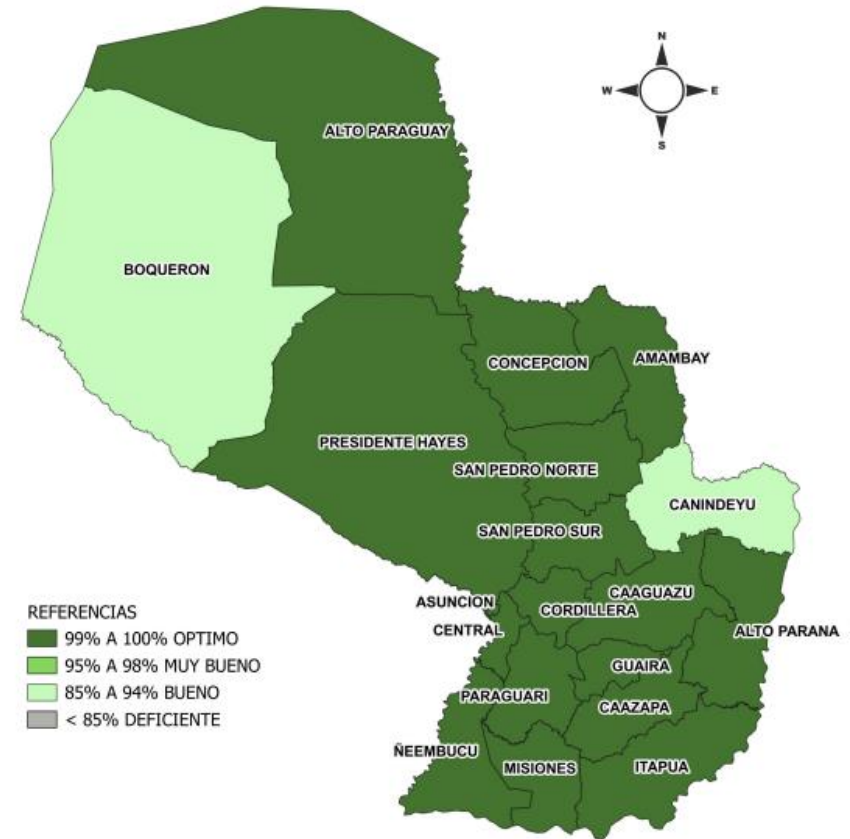 N
W E
S
ALTO PARAGUAY
BOQUERON
CONCEPCION
AMAMBAY
PRESIDENTE HAYES
SAN PEDRO NORTE
CANINDEYU
SAN PEDRO SUR
CAAGUAZU
ASUNCION
CORDILLERA
CENTRAL
ALTO PARANA
GUAIRA
PARAGUARI
CAAZAPA
ÑEEMBUCU
MISIONES
ITAPUA
REFERENCIAS
99% A 100% OPTIMO
95% A 98% MUY BUENO
85% A 94% BUENO
< 85% DEFICIENTE